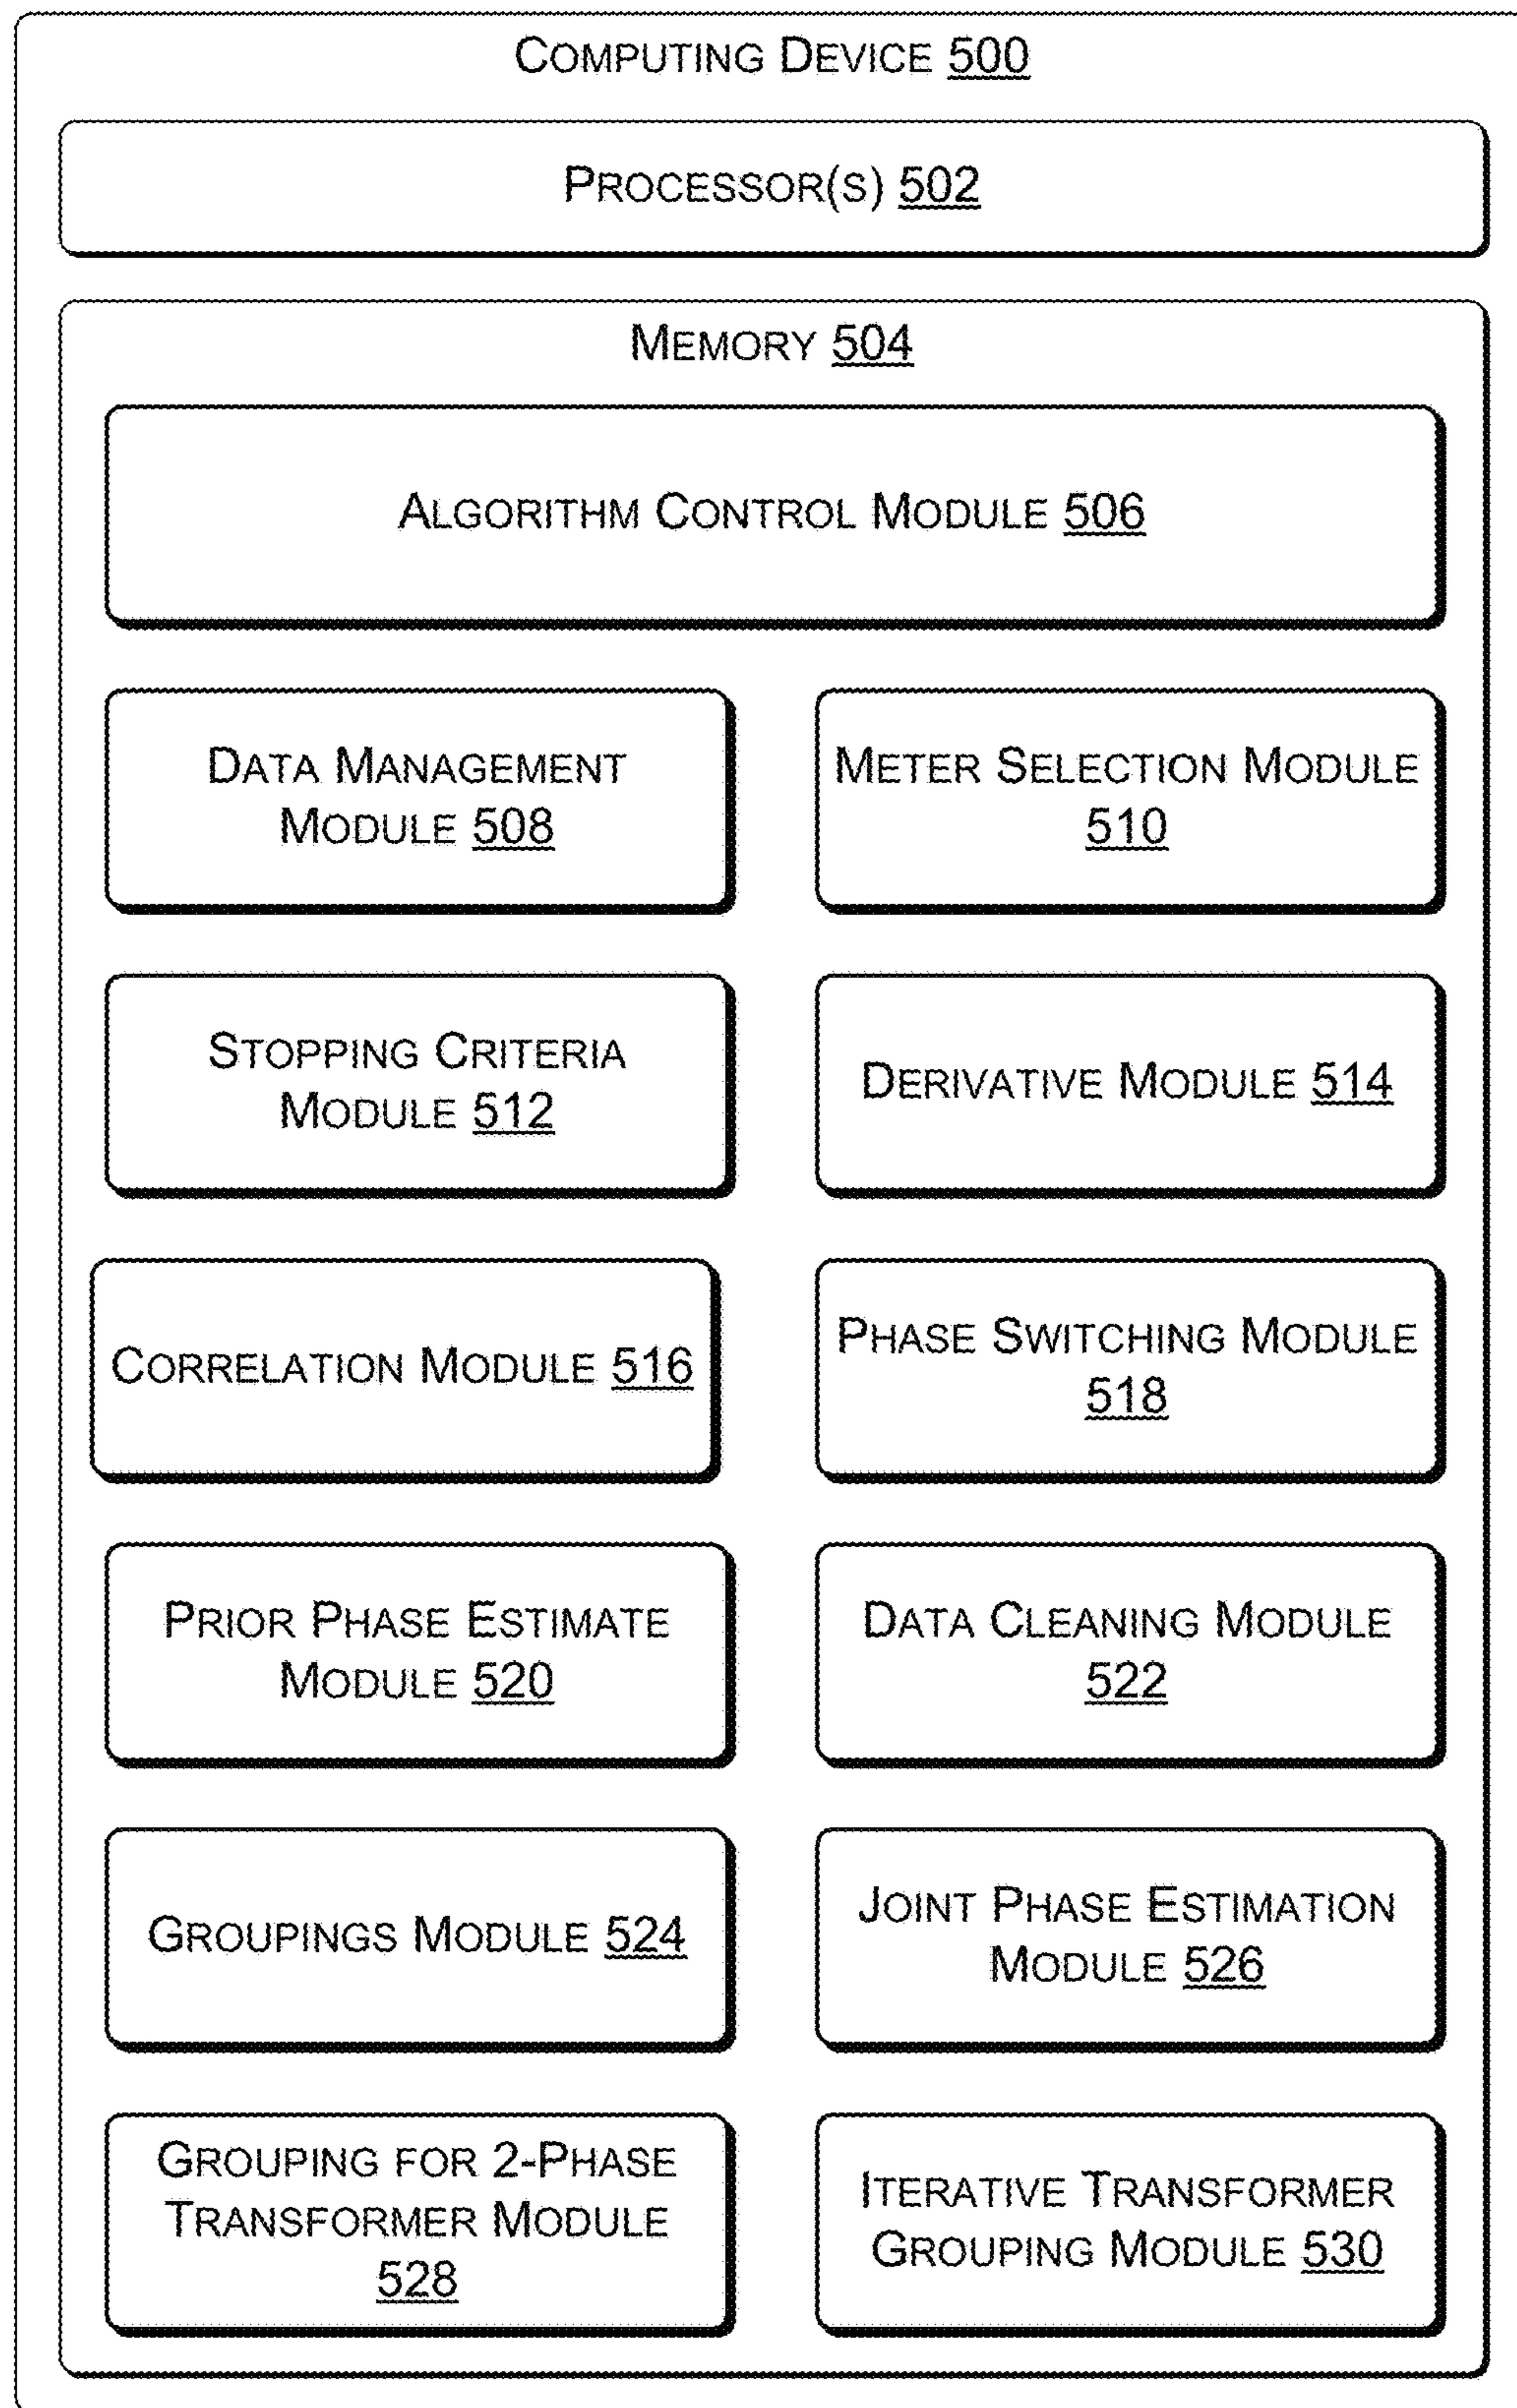 COMPUTING DEVICE 500
PROCESSOR(S) 502
MEMORY 504
ALGORITHM CONTROL MODULE 506
DATA MANAGEMENT
MODULE 508
METER SELECTION MODULE
510
STOPPING CRITERIA
MODULE 512
DERIVATIVE MODULE 514
CORRELATION MODULE 516
PHASE SWITCHING MODULE
518
PRIOR PHASE ESTIMATE
MODULE 520
DATA CLEANING MODULE
522
GROUPINGS MODULE 524
JOINT PHASE ESTIMATION
MODULE 526
GROUPING FOR 2-PHASE
TRANSFORMER MODULE
528
ITERATIVE TRANSFORMER
GROUPING MODULE 530